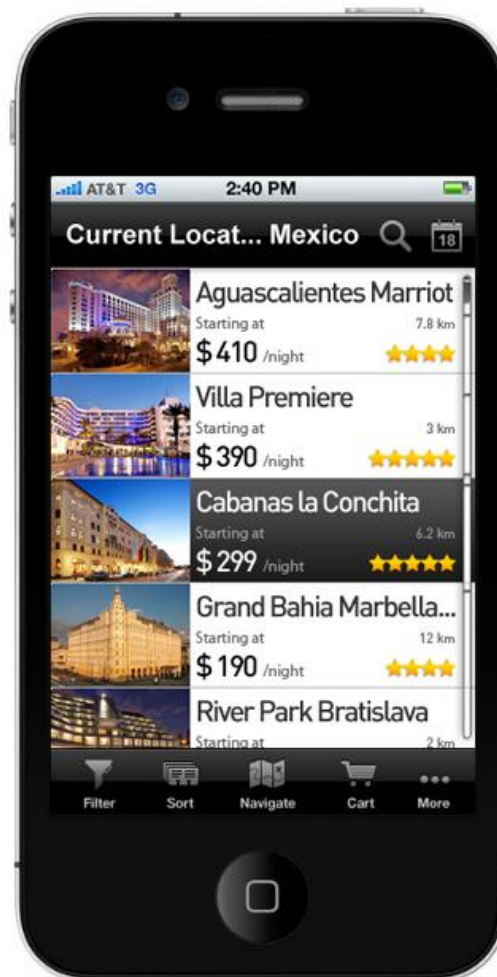 AT&T 3G 2:40 PM
Current Locat... Mexico 18
Aguascalientes Marriot
Starting at 7.8 km
$410 /night
Villa Premiere
Starting at 3 km
$390 /night
Cabanas la Conchita
Starting at 6.2 km
$299 /night
Grand Bahia Marbella...
Starting at 12 km
$190 /night
River Park Bratislava
Starting at 2 km
Filter Sort Navigate Cart More